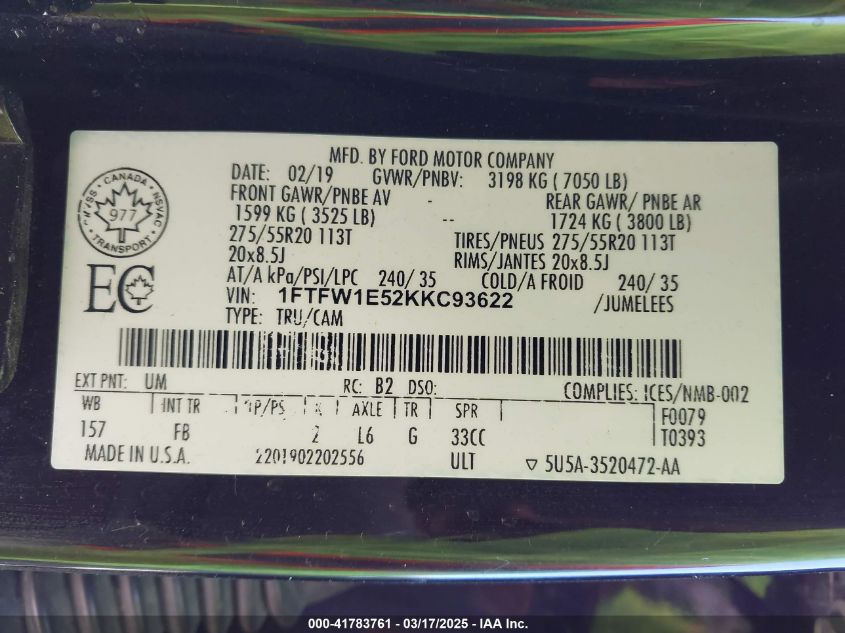 MFD. BY FORD MOTOR COMPANY
DATE: 02/19 GVWR/PNBV: 3198 KG ( 7050 LB)
FRONT GAWR/PNBE AV REAR GAWR/ PNBE AR
1599 KG ( 3525 LB) -- 1724 KG ( 3800 LB)
275/55R20 113T TIRES/PNEUS 275/55R20 113T
20x8.5J RIMS/JANTES 20x8.5J
AT/A kPa/PSI/LPC 240/ 35 COLD/A FROID 240/ 35
VIN: 1FTFW1E52KKC93622 /JUMELEES
TYPE: TRU/CAM
CANADA
977
TRANSPORT
EC
EXT PNT: UM RC: B2 DSO: COMPLIES: ICES/NMB-002
WB INT TR TP/PS R AXLE TR SPR F0079
157 FB 2 L6 G 33CC T0393
MADE IN U.S.A. 2201902202556 ULT 5U5A-3520472-AA
000-41783761 - 03/17/2025 - IAA Inc.